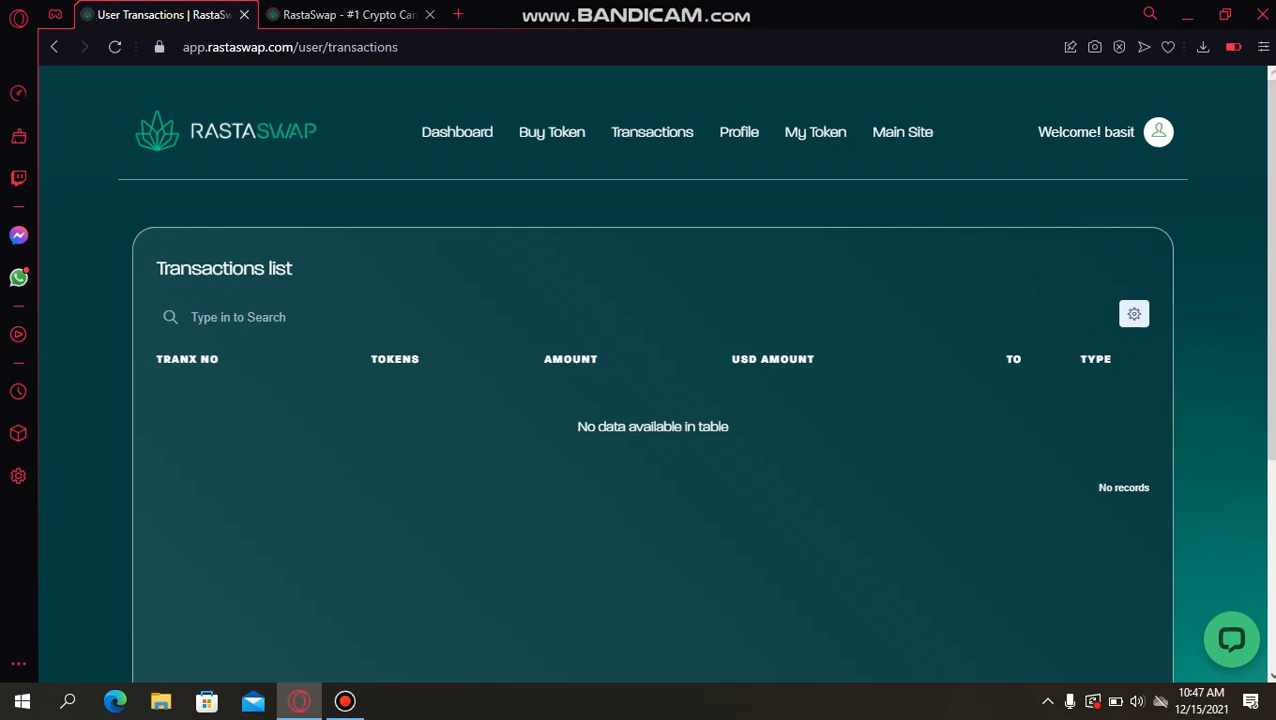 www.BANDICAM.com
User Transactions | RastaSw
RastaSwap - #1 Crypto Can
app.rastaswap.com/user/transactions
RASTASWAP
Dashboard Buy Token Transactions Profile My Token Main Site
Welcome! basit
Transactions list
Type in to Search
TRANX NO TOKENS AMOUNT USD AMOUNT TO TYPE
No data available in table
No records
10:47 AM
12/15/2021